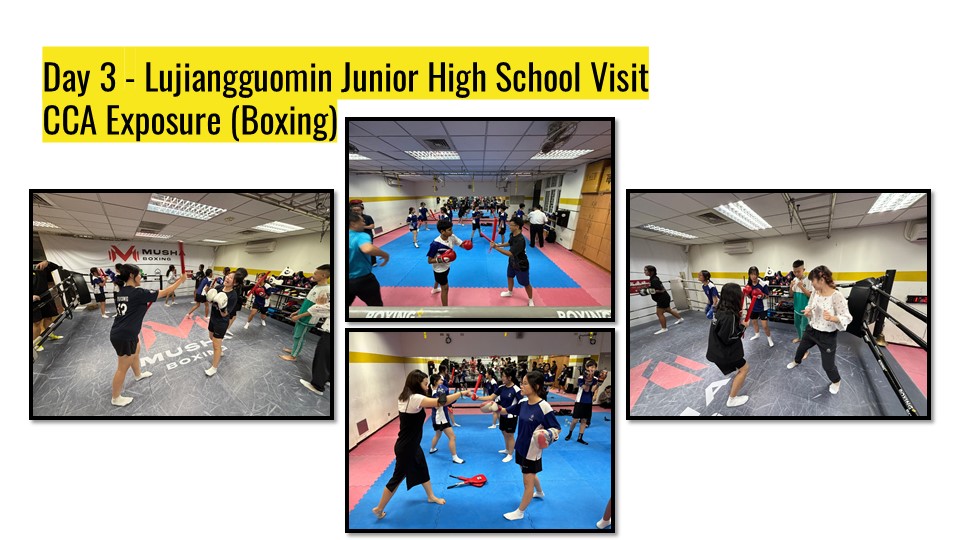 Day 3 - Lujiangguomin Junior High School Visit
CCA Exposure (Boxing)
MUSHA
BOXING
MUSHA
BOXING
BOXING
BOXING